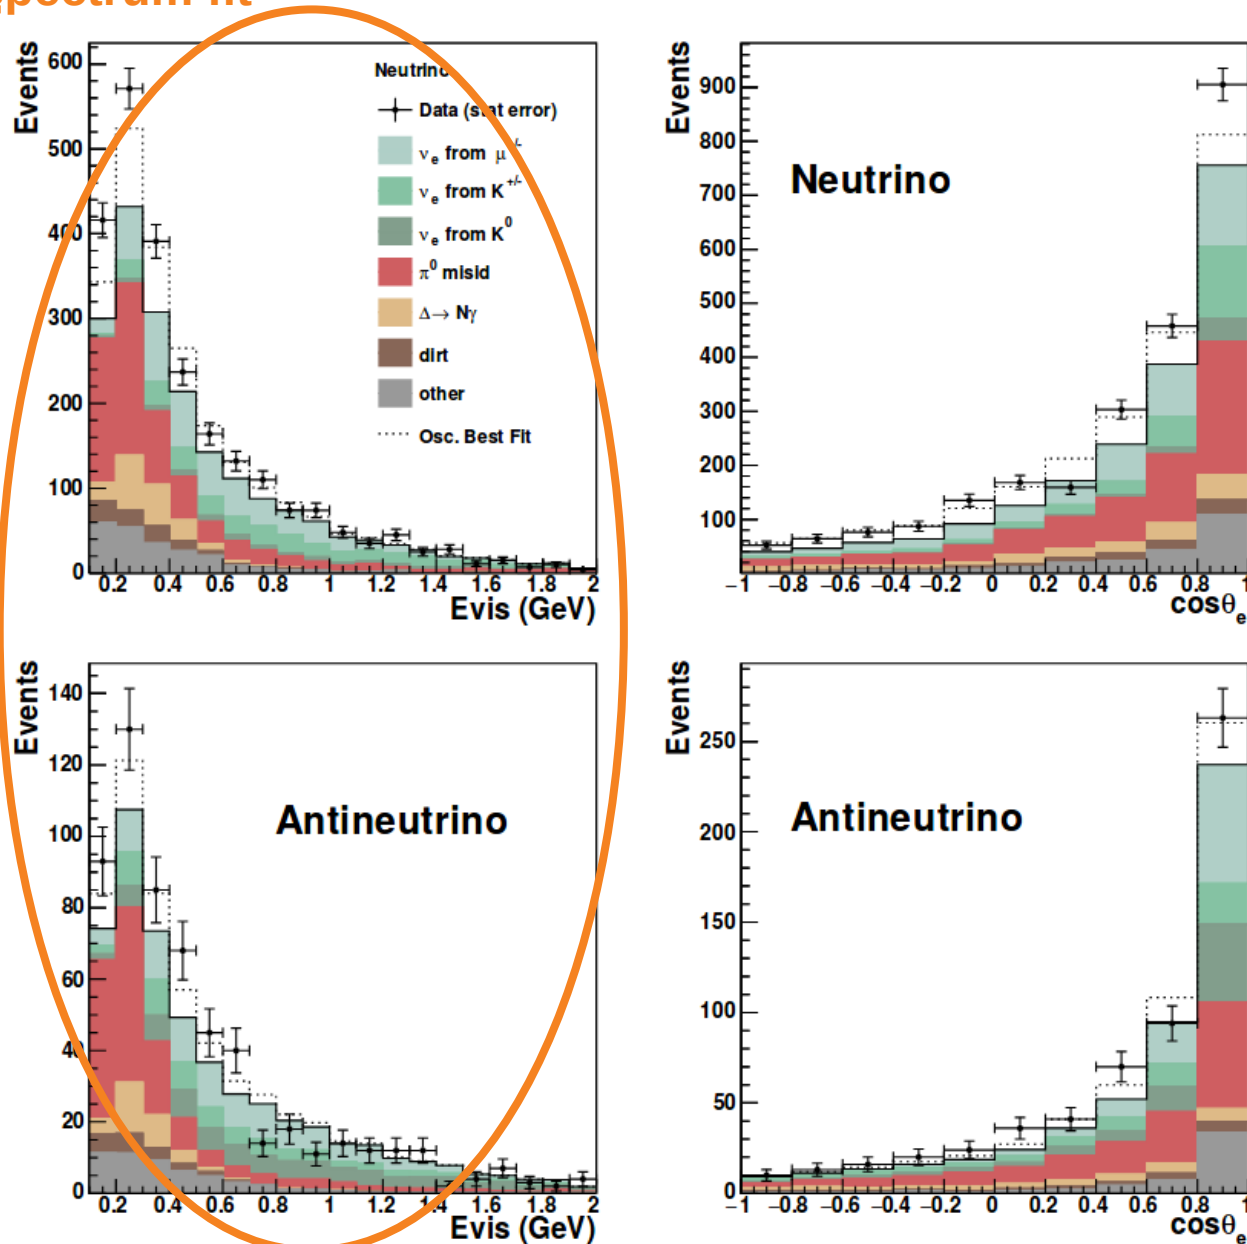 spectrum fit
Events
600
500
400
300
200
100
0
0.2 0.4 0.6 0.8 1 1.2 1.4 1.6 1.8 2
Evis (GeV)
Neutrino
Data (stat error)
νe from μ+/-
νe from K+/-
νe from K0
π0 misid
Δ→ Nγ
dirt
other
Osc. Best Fit
Events
900
800
700
600
500
400
300
200
100
−1 −0.8 −0.6 −0.4 −0.2 0 0.2 0.4 0.6 0.8 1
cosθe
Neutrino
Events
140
120
100
80
60
40
20
0
0.2 0.4 0.6 0.8 1 1.2 1.4 1.6 1.8 2
Evis (GeV)
Antineutrino
Events
250
200
150
100
50
0
−1 −0.8 −0.6 −0.4 −0.2 0 0.2 0.4 0.6 0.8 1
cosθe
Antineutrino